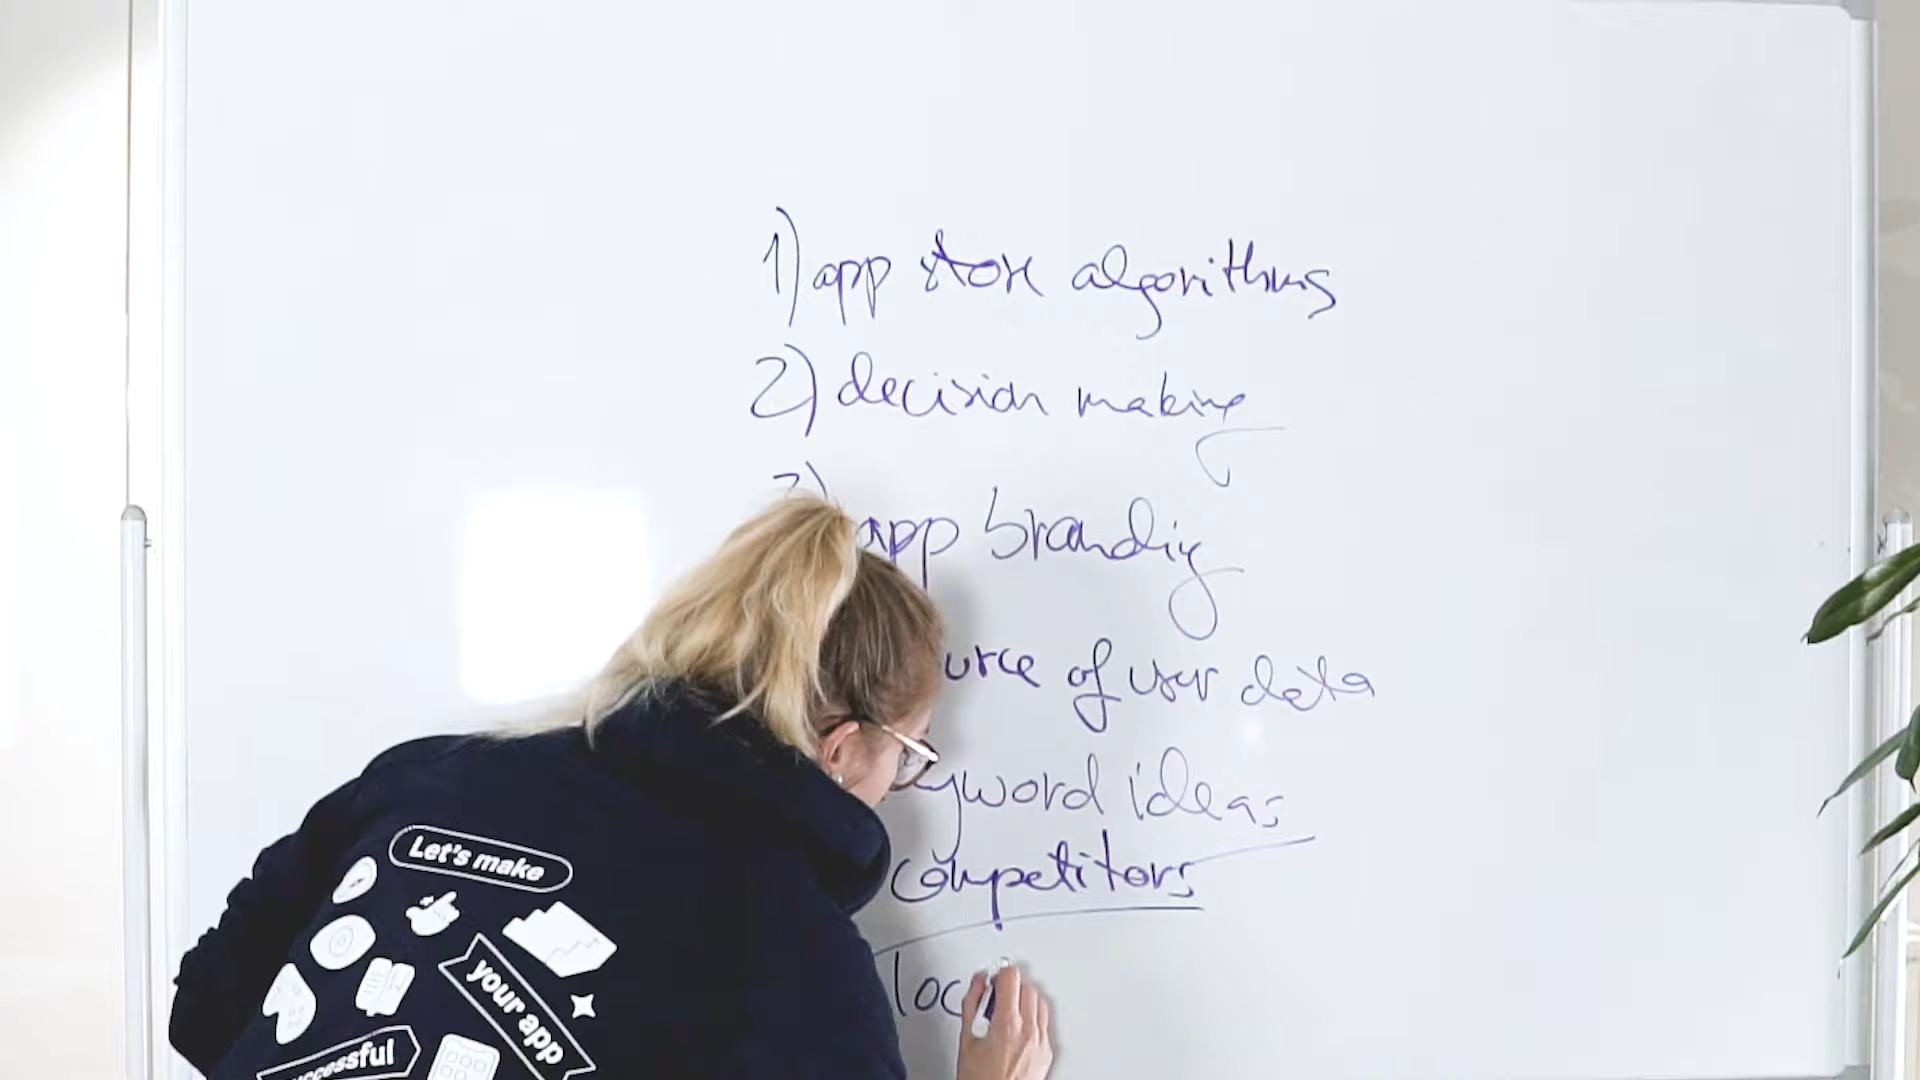 1) app store algorithms
2) decision making
app branding
urce of user data
yword ideas
competitors
loc
Let's make
your app
ccessful